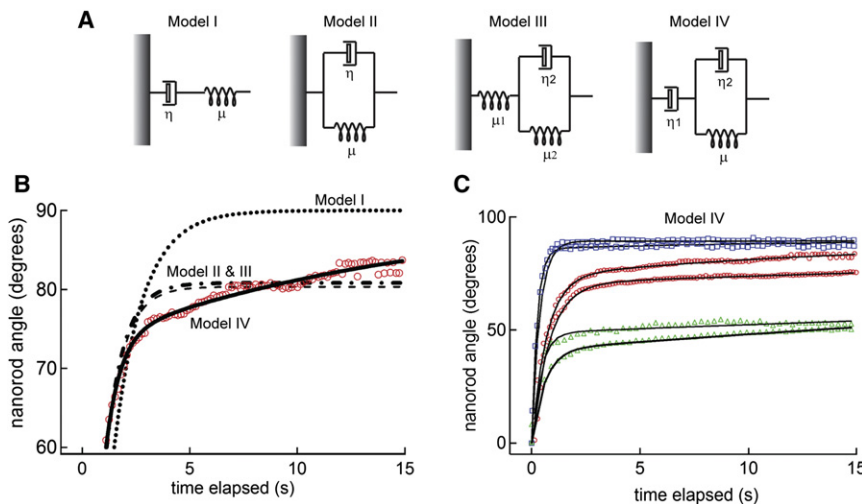 A
Model I
Model II
Model III
Model IV
η
μ
η
μ
μ1
η2
μ2
η1
η2
μ
B
nanorod angle (degrees)
90
80
70
60
0
5
10
15
time elapsed (s)
Model I
Model II & III
Model IV
C
Model IV
nanorod angle (degrees)
100
50
0
0
5
10
15
time elapsed (s)